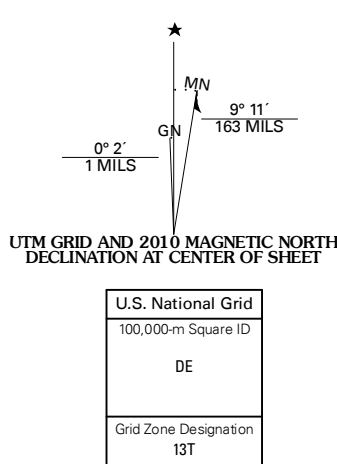 ★
MN
9° 11´
163 MILS
GN
0° 2´
1 MILS
UTM GRID AND 2010 MAGNETIC NORTH
DECLINATION AT CENTER OF SHEET
U.S. National Grid
100,000-m Square ID
DE
Grid Zone Designation
13T